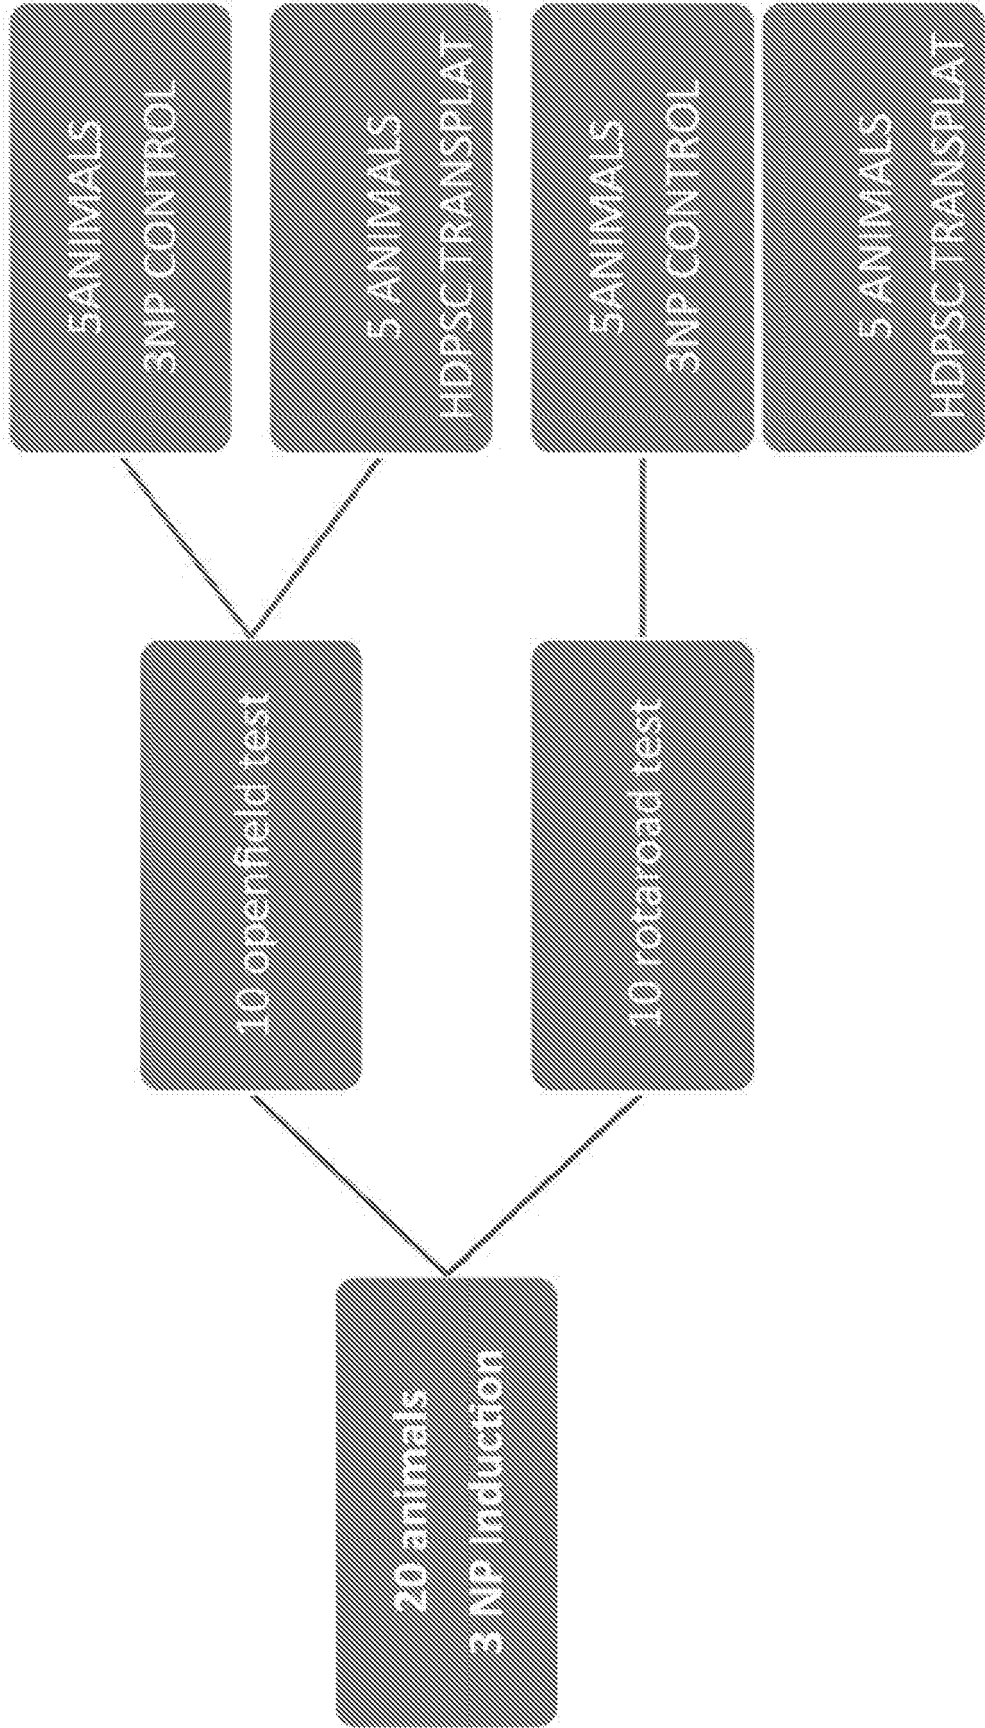 20 animals
3 NP Induction
10 openfield test
10 rotaroad test
5ANIMALS
3NP CONTROL
5 ANIMALS
HDPSC TRANSPLAT
5ANIMALS
3NP CONTROL
5 ANIMALS
HDPSC TRANSPLAT